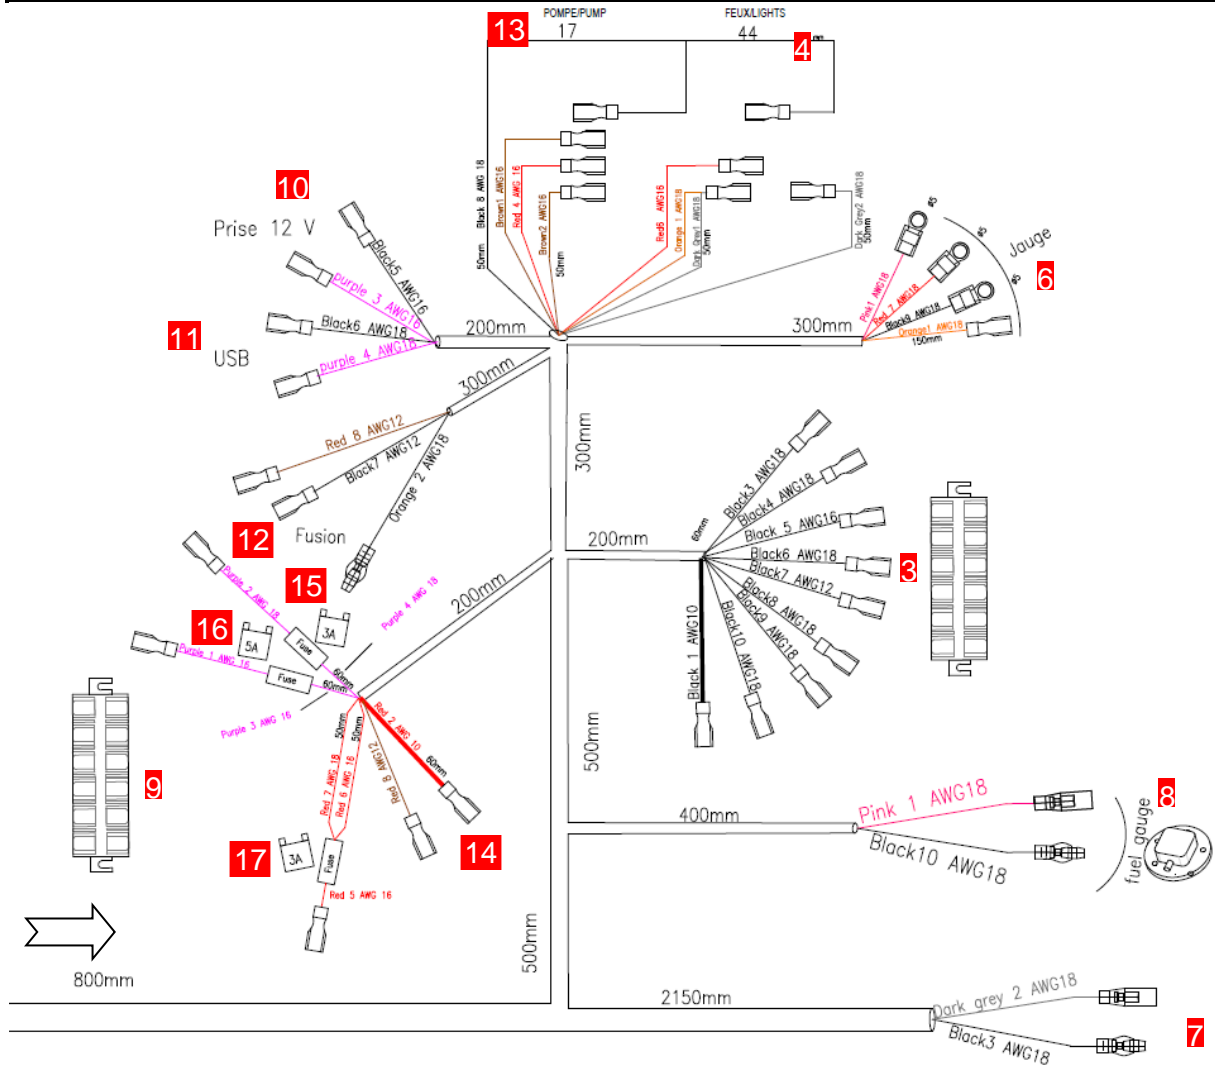 POMPE/PUMP
FEUX/LIGHTS
13
17
44
4
Black 8 AWG 18
50mm
Brown1 AWG16
Red 4 AWG 16
Brown2 AWG16
50mm
Red6 AWG16
Orange 1 AWG18
Dark Grey1 AWG18
50mm
Dark Grey2 AWG18
50mm
10
Prise 12 V
Black5 AWG16
purple 3 AWG16
Black6 AWG18
purple 4 AWG18
11
USB
200mm
300mm
ø5
ø5
ø5
Jauge
6
Pink1 AWG18
Red 7 AWG18
Black9 AWG18
Orange1 AWG18
150mm
300mm
Red 8 AWG12
Black7 AWG12
Orange 2 AWG18
12
Fusion
300mm
200mm
60mm
Black3 AWG18
Black4 AWG18
Black 5 AWG16
Black6 AWG18
Black7 AWG12
Black8 AWG18
Black9 AWG18
Black10 AWG18
Black 1 AWG10
3
200mm
15
3A
16
5A
Purple 2 AWG 18
Purple 1 AWG 16
Fuse
Fuse
60mm
60mm
Purple 4 AWG 18
Purple 3 AWG 16
50mm
50mm
Red 7 AWG 18
Red 6 AWG 16
Red 8 AWG12
Red 2 AWG 10
60mm
14
17
3A
Fuse
Red 5 AWG 16
9
500mm
400mm
Pink 1 AWG18
Black10 AWG18
fuel gauge
8
800mm
500mm
2150mm
Dark grey 2 AWG18
Black3 AWG18
7